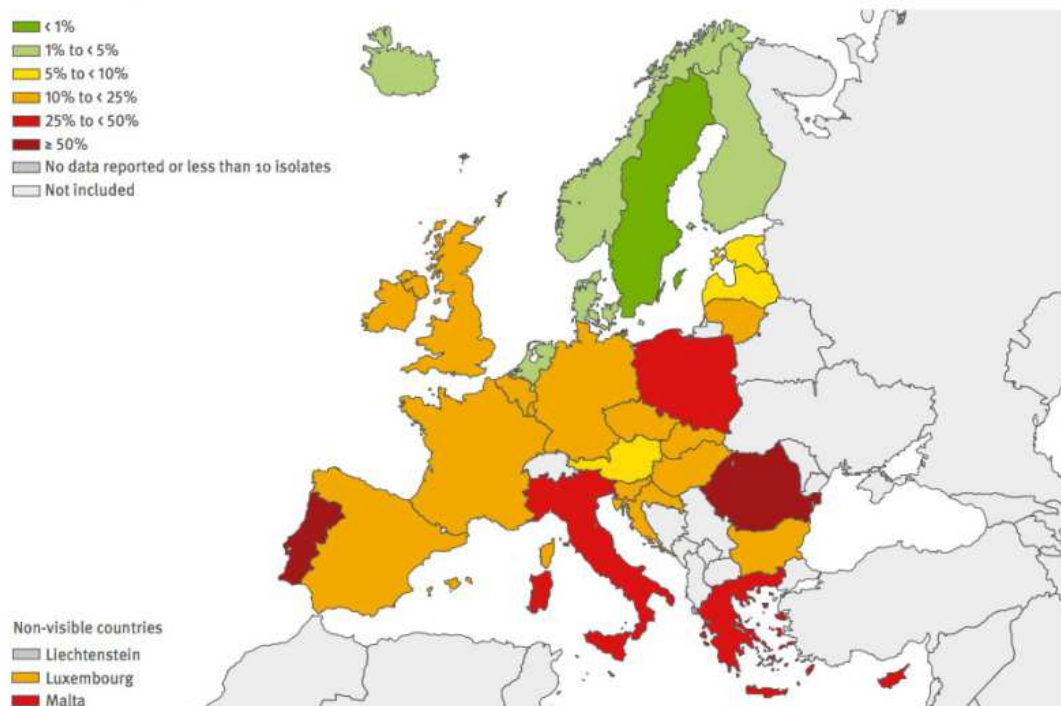 < 1%
1% to < 5%
5% to < 10%
10% to < 25%
25% to < 50%
≥ 50%
No data reported or less than 10 isolates
Not included
Non-visible countries
Liechtenstein
Luxembourg
Malta